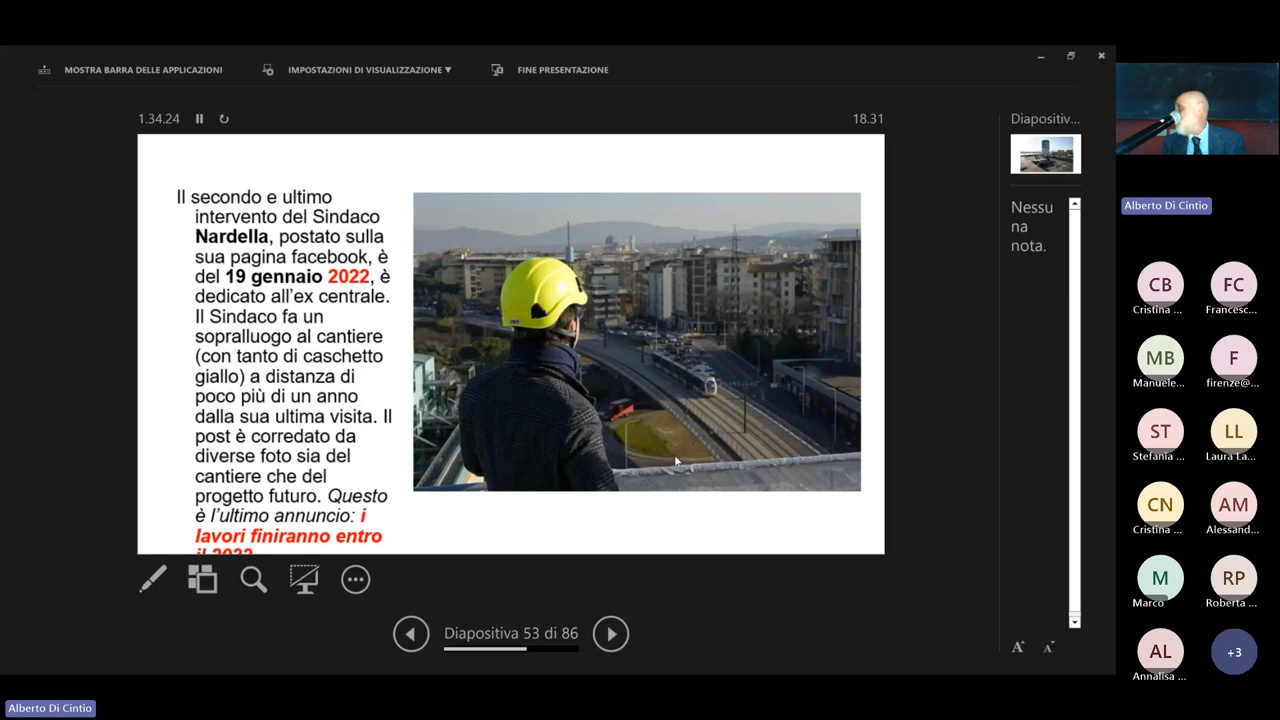 MOSTRA BARRA DELLE APPLICAZIONI
IMPOSTAZIONI DI VISUALIZZAZIONE ▼
FINE PRESENTAZIONE
1.34.24
18.31
Il secondo e ultimo
intervento del Sindaco
Nardella, postato sulla
sua pagina facebook, è
del 19 gennaio 2022, è
dedicato all'ex centrale.
Il Sindaco fa un
sopralluogo al cantiere
(con tanto di caschetto
giallo) a distanza di
poco più di un anno
dalla sua ultima visita. Il
post è corredato da
diverse foto sia del
cantiere che del
progetto futuro. Questo
è l'ultimo annuncio: i
lavori finiranno entro
il 2022
Diapositiva 53 di 86
Diapositiv...
Nessu
na
nota.
A A
Alberto Di Cintio
CB FC
Cristina ... Francesc...
MB F
Manuele... firenze@...
ST LL
Stefania ... Laura La...
CN AM
Cristina ... Alessand...
M RP
Marco Roberta ...
AL +3
Annalisa ...
Alberto Di Cintio